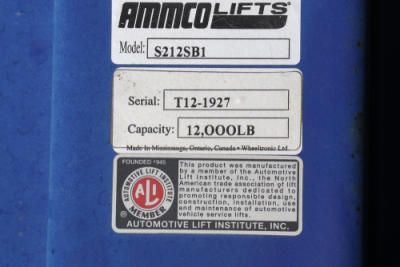 AMMCO LIFTS®
Model: S212SB1
Serial: T12-1927
Capacity: 12,OOOLB
Made in Mississauga, Ontario, Canada • Wheeltronic Ltd.
FOUNDED 1945
AUTOMOTIVE LIFT INSTITUTE
ALI
MEMBER
®
This product was manufactured
by a member of the Automotive
Lift Institute, Inc., the North
American trade association of lift
manufacturers dedicated to
promoting responsible design,
construction, installation, use
and maintenance of automotive
vehicle service lifts.
AUTOMOTIVE LIFT INSTITUTE, INC.